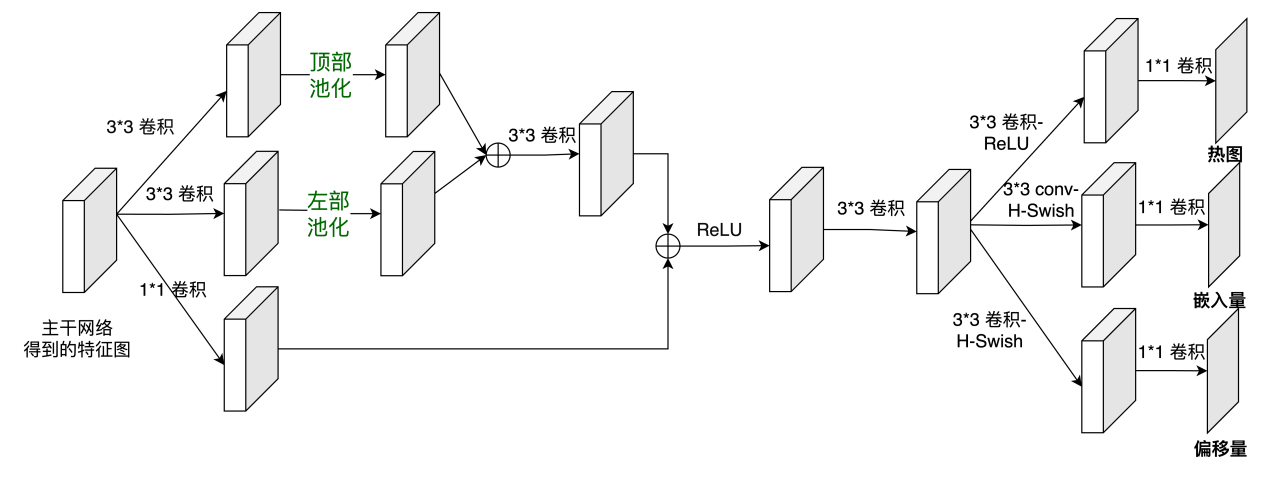 3*3 卷积
顶部
池化
3*3 卷积
左部
池化
1*1 卷积
主干网络
得到的特征图
3*3 卷积
ReLU
3*3 卷积
3*3 卷积-
ReLU
1*1 卷积
热图
3*3 conv-
H-Swish
1*1 卷积
嵌入量
3*3 卷积-
H-Swish
1*1 卷积
偏移量